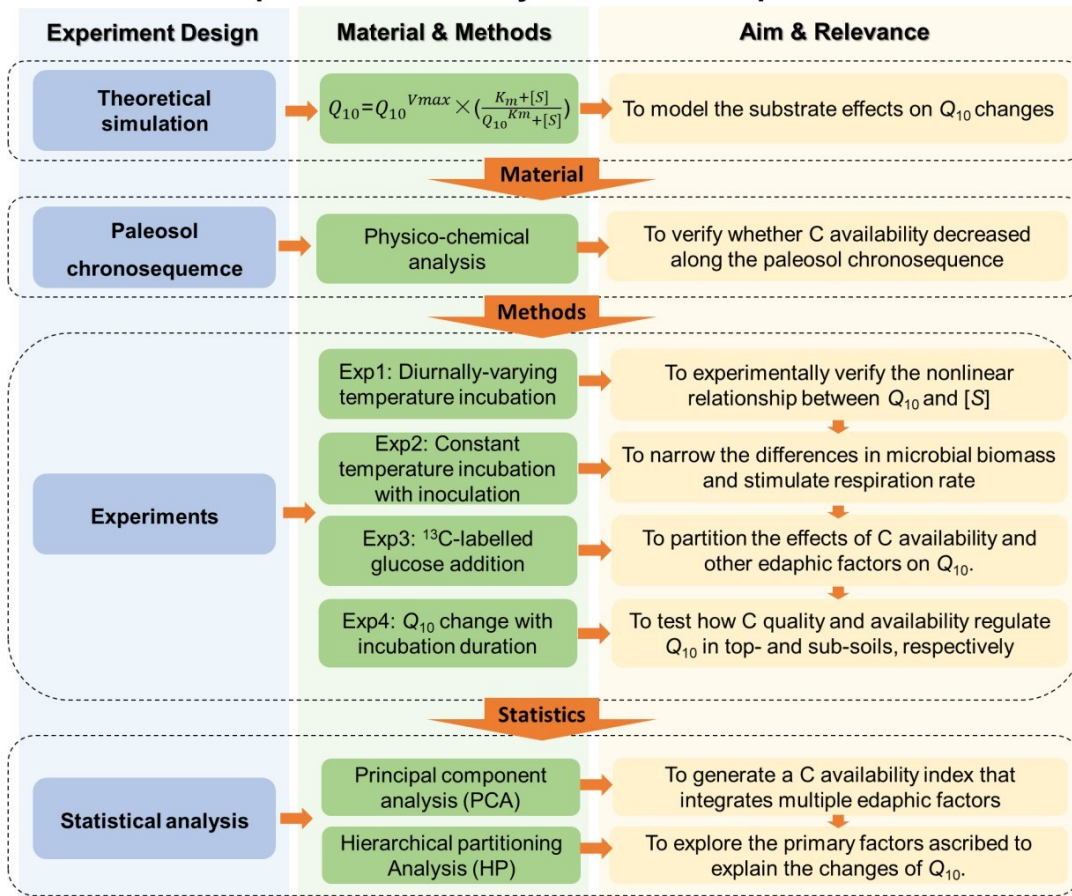 Experiment Design
Material & Methods
Aim & Relevance
Theoretical
simulation
Q₁₀=Q₁₀^Vmax × (K_m+[S] / Q₁₀^Km+[S])
To model the substrate effects on Q₁₀ changes
Material
Paleosol
chronosequemce
Physico-chemical
analysis
To verify whether C availability decreased
along the paleosol chronosequence
Methods
Experiments
Exp1: Diurnally-varying
temperature incubation
To experimentally verify the nonlinear
relationship between Q₁₀ and [S]
Exp2: Constant
temperature incubation
with inoculation
To narrow the differences in microbial biomass
and stimulate respiration rate
Exp3: ¹³C-labelled
glucose addition
To partition the effects of C availability and
other edaphic factors on Q₁₀.
Exp4: Q₁₀ change with
incubation duration
To test how C quality and availability regulate
Q₁₀ in top- and sub-soils, respectively
Statistics
Statistical analysis
Principal component
analysis (PCA)
To generate a C availability index that
integrates multiple edaphic factors
Hierarchical partitioning
Analysis (HP)
To explore the primary factors ascribed to
explain the changes of Q₁₀.